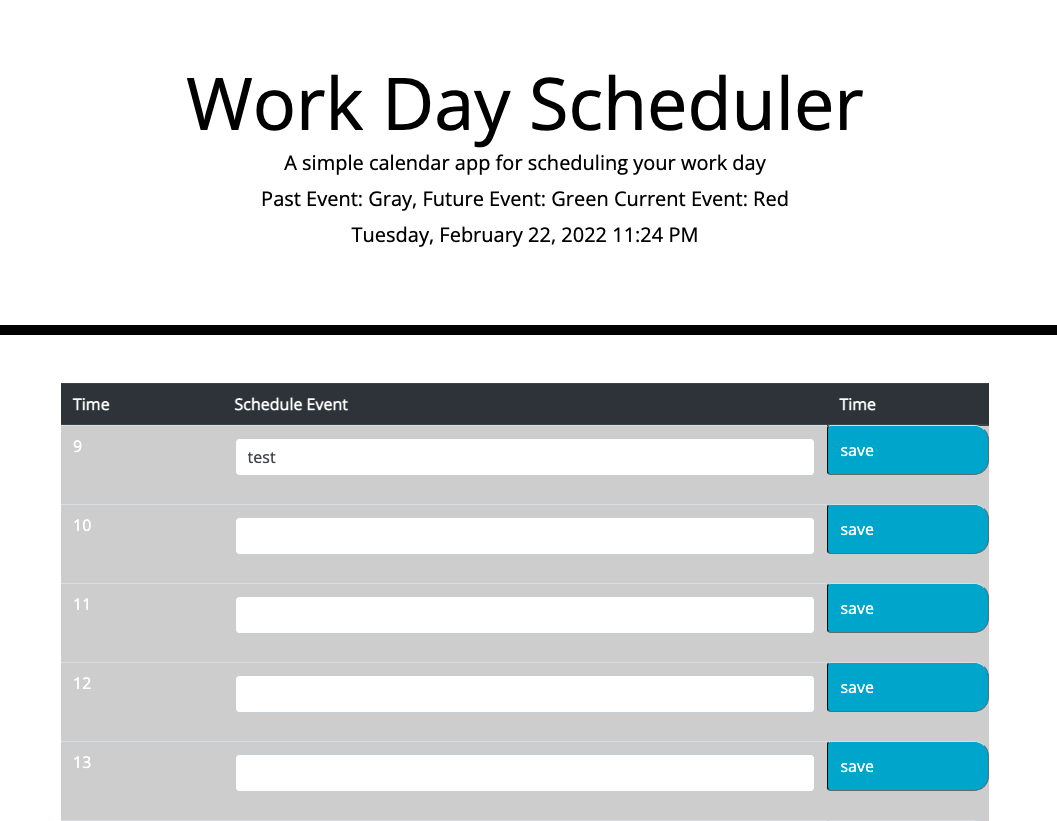 Work Day Scheduler
A simple calendar app for scheduling your work day
Past Event: Gray, Future Event: Green Current Event: Red
Tuesday, February 22, 2022 11:24 PM
Time Schedule Event Time
9 test save
10 save
11 save
12 save
13 save